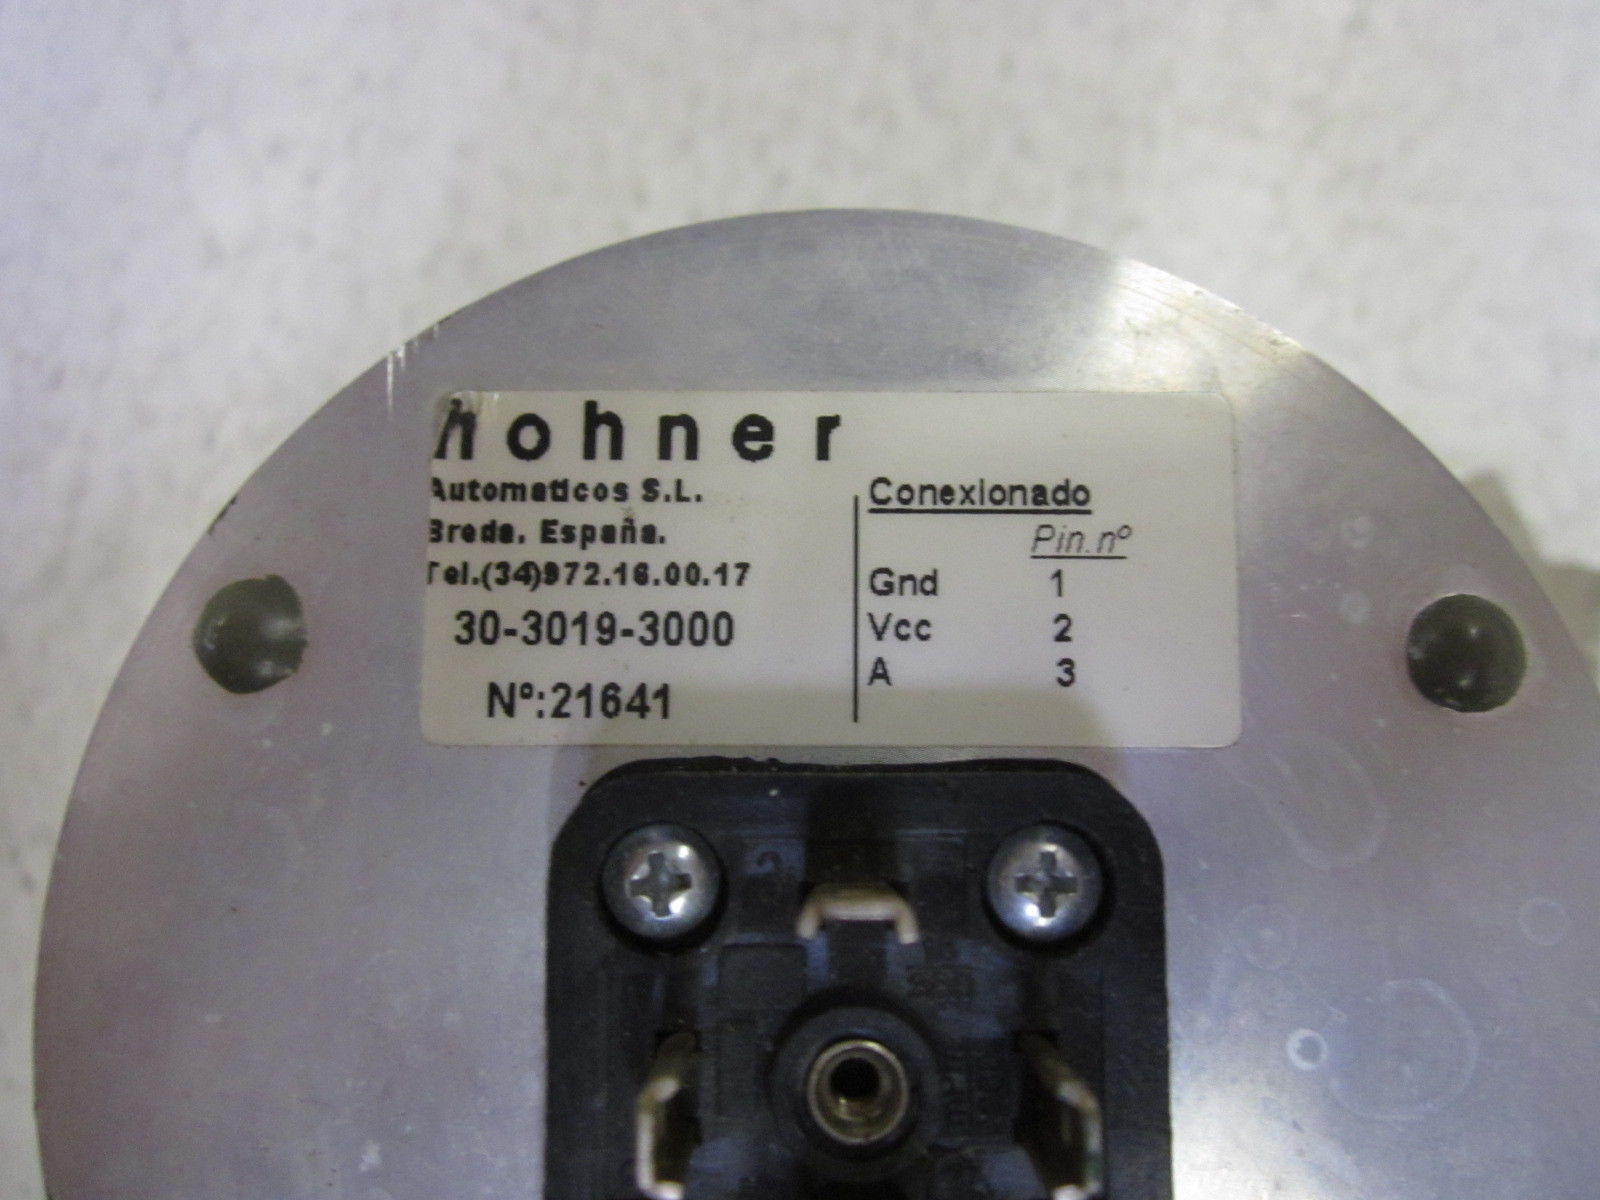 hohner
Automaticos S.L.
Breda. España.
Tel.(34)972.16.00.17
30-3019-3000
Nº:21641
Conexionado
Pin.nº
Gnd 1
Vcc 2
A 3